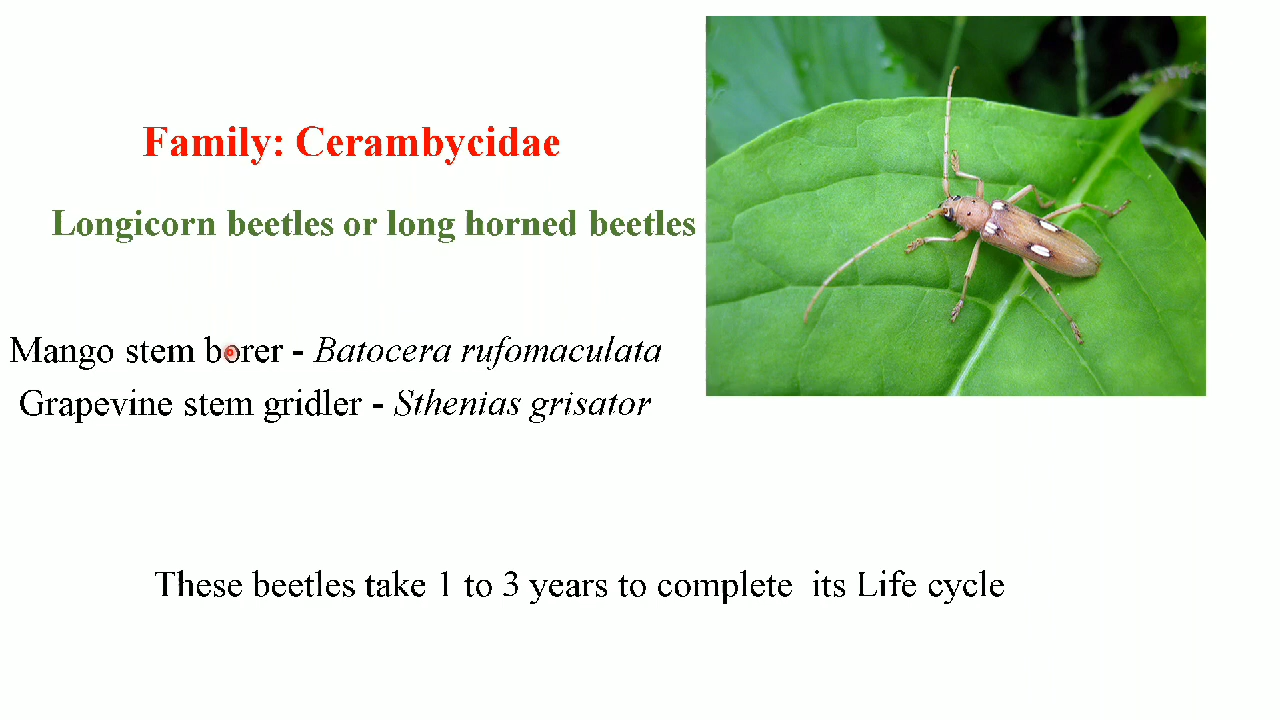 Family: Cerambycidae
Longicorn beetles or long horned beetles
Mango stem borer - Batocera rufomaculata
Grapevine stem gridler - Sthenias grisator
These beetles take 1 to 3 years to complete its Life cycle